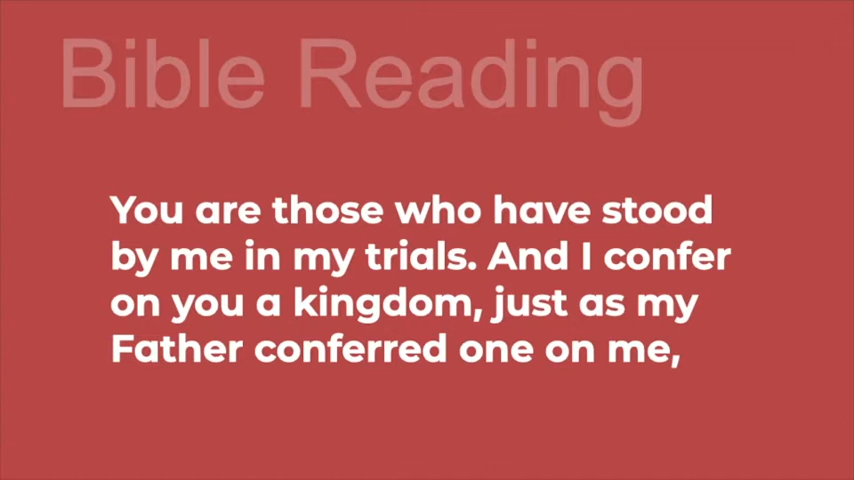 Bible Reading
You are those who have stood
by me in my trials. And I confer
on you a kingdom, just as my
Father conferred one on me,